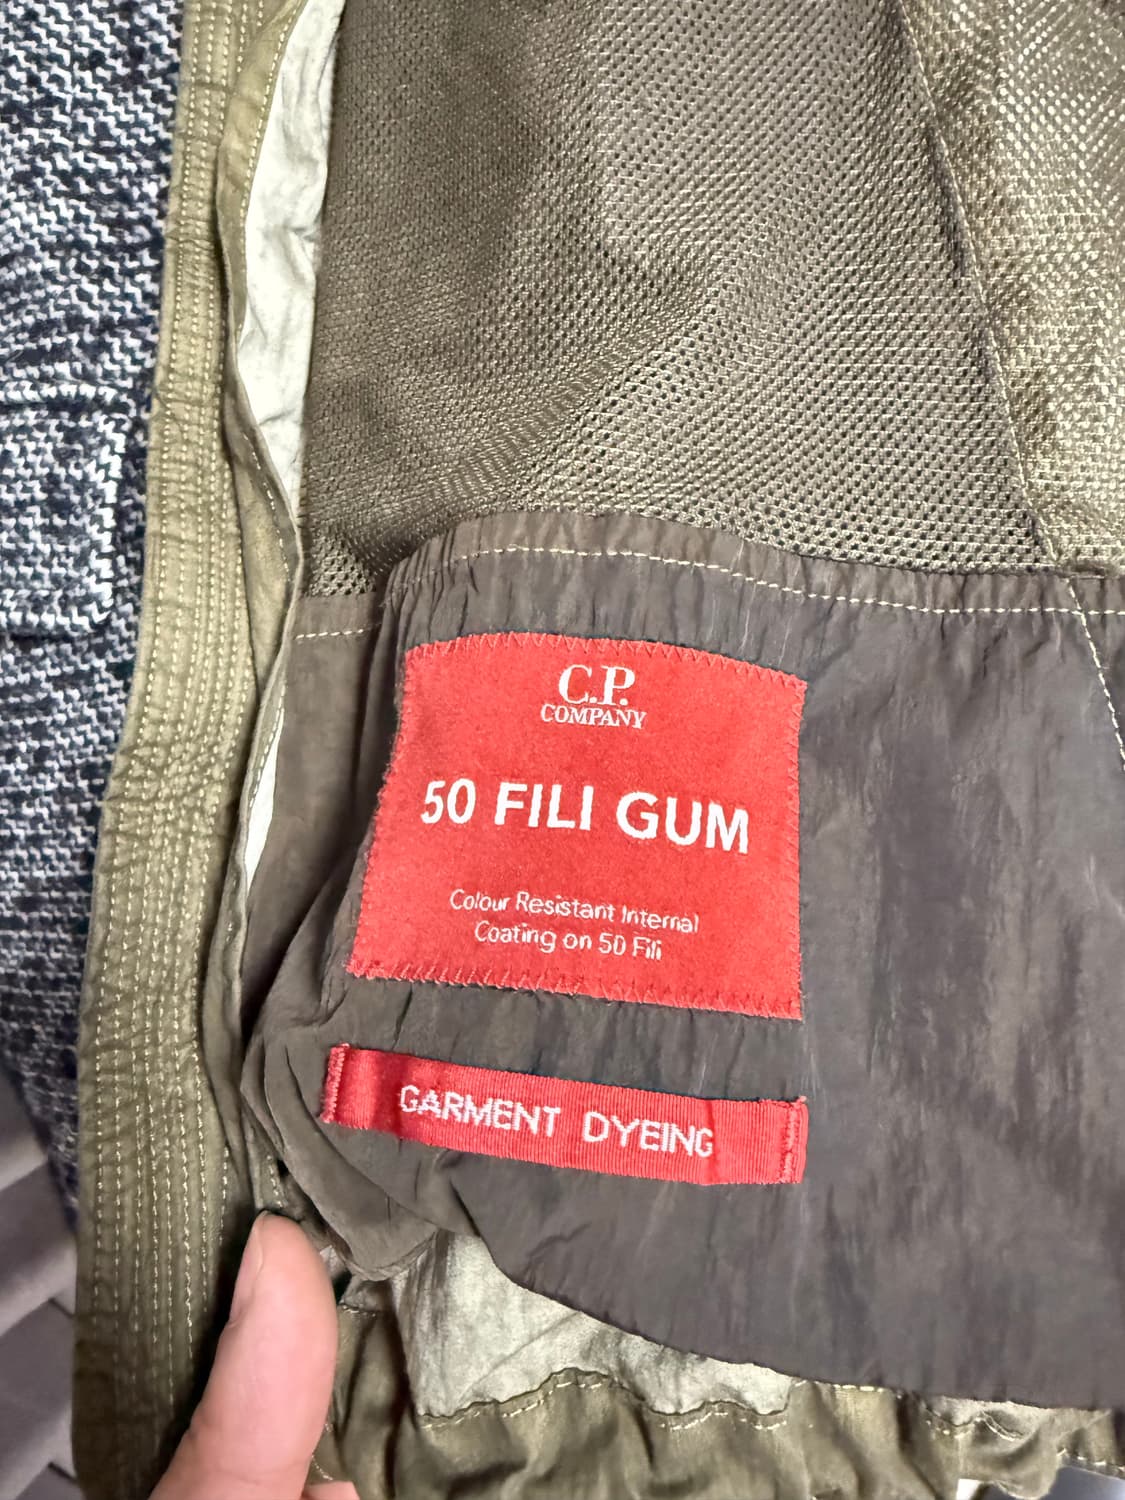 C.P.
COMPANY
50 FILI GUM
Colour Resistant Internal
Coating on 50 Fili
GARMENT DYEING